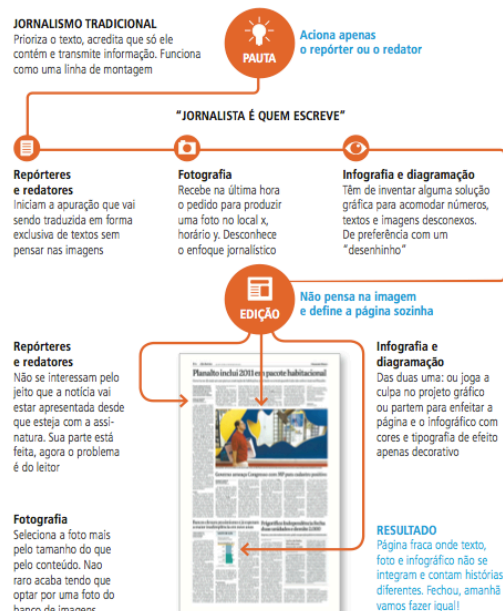 JORNALISMO TRADICIONAL
Prioriza o texto, acredita que só ele
contém e transmite informação. Funciona
como uma linha de montagem
PAUTA
Aciona apenas
o repórter ou o redator
"JORNALISTA É QUEM ESCREVE"
Repórteres
e redatores
Iniciam a apuração que vai
sendo traduzida em forma
exclusiva de textos sem
pensar nas imagens
Fotografia
Recebe na última hora
o pedido para produzir
uma foto no local x,
horário y. Desconhece
o enfoque jornalístico
Infografia e diagramação
Têm de inventar alguma solução
gráfica para acomodar números,
textos e imagens desconexos.
De preferência com um
"desenhinho"
EDIÇÃO
Não pensa na imagem
e define a página sozinha
Repórteres
e redatores
Não se interessam pelo
jeito que a notícia vai
estar apresentada desde
que esteja com a assi-
natura. Sua parte está
feita, agora o problema
é do leitor
Fotografia
Seleciona a foto mais
pelo tamanho do que
pelo conteúdo. Nao
raro acaba tendo que
optar por uma foto do
banco de imagens
Planalto inclui 2011 em pacote habitacional
Infografia e
diagramação
Das duas uma: ou joga a
culpa no projeto gráfico
ou partem para enfeitar a
página e o infográfico com
cores e tipografia de efeito
apenas decorativo
RESULTADO
Página fraca onde texto,
foto e infográfico não se
integram e contam histórias
diferentes. Fechou, amanhã
vamos fazer igual!